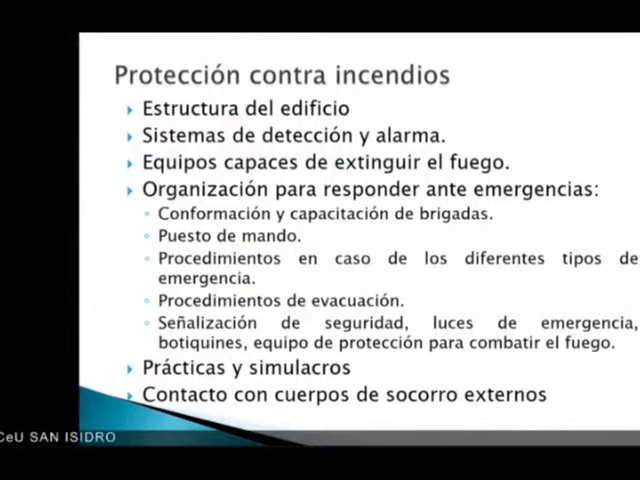 Protección contra incendios
Estructura del edificio
Sistemas de detección y alarma.
Equipos capaces de extinguir el fuego.
Organización para responder ante emergencias:
Conformación y capacitación de brigadas.
Puesto de mando.
Procedimientos en caso de los diferentes tipos de
emergencia.
Procedimientos de evacuación.
Señalización de seguridad, luces de emergencia,
botiquines, equipo de protección para combatir el fuego.
Prácticas y simulacros
Contacto con cuerpos de socorro externos
CeU SAN ISIDRO